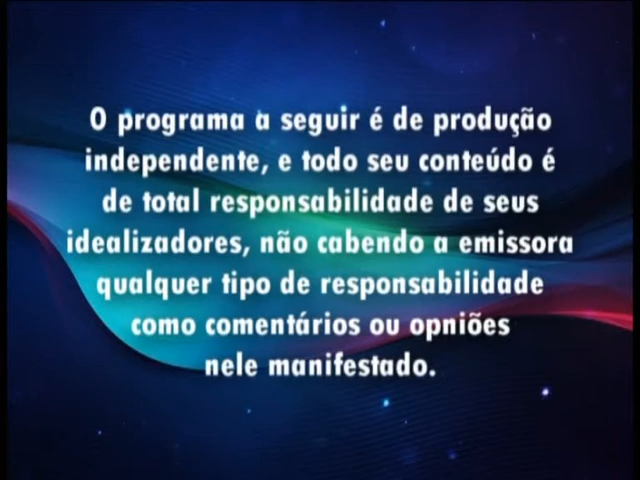 O programa a seguir é de produção
independente, e todo seu conteúdo é
de total responsabilidade de seus
idealizadores, não cabendo a emissora
qualquer tipo de responsabilidade
como comentários ou opniões
nele manifestado.